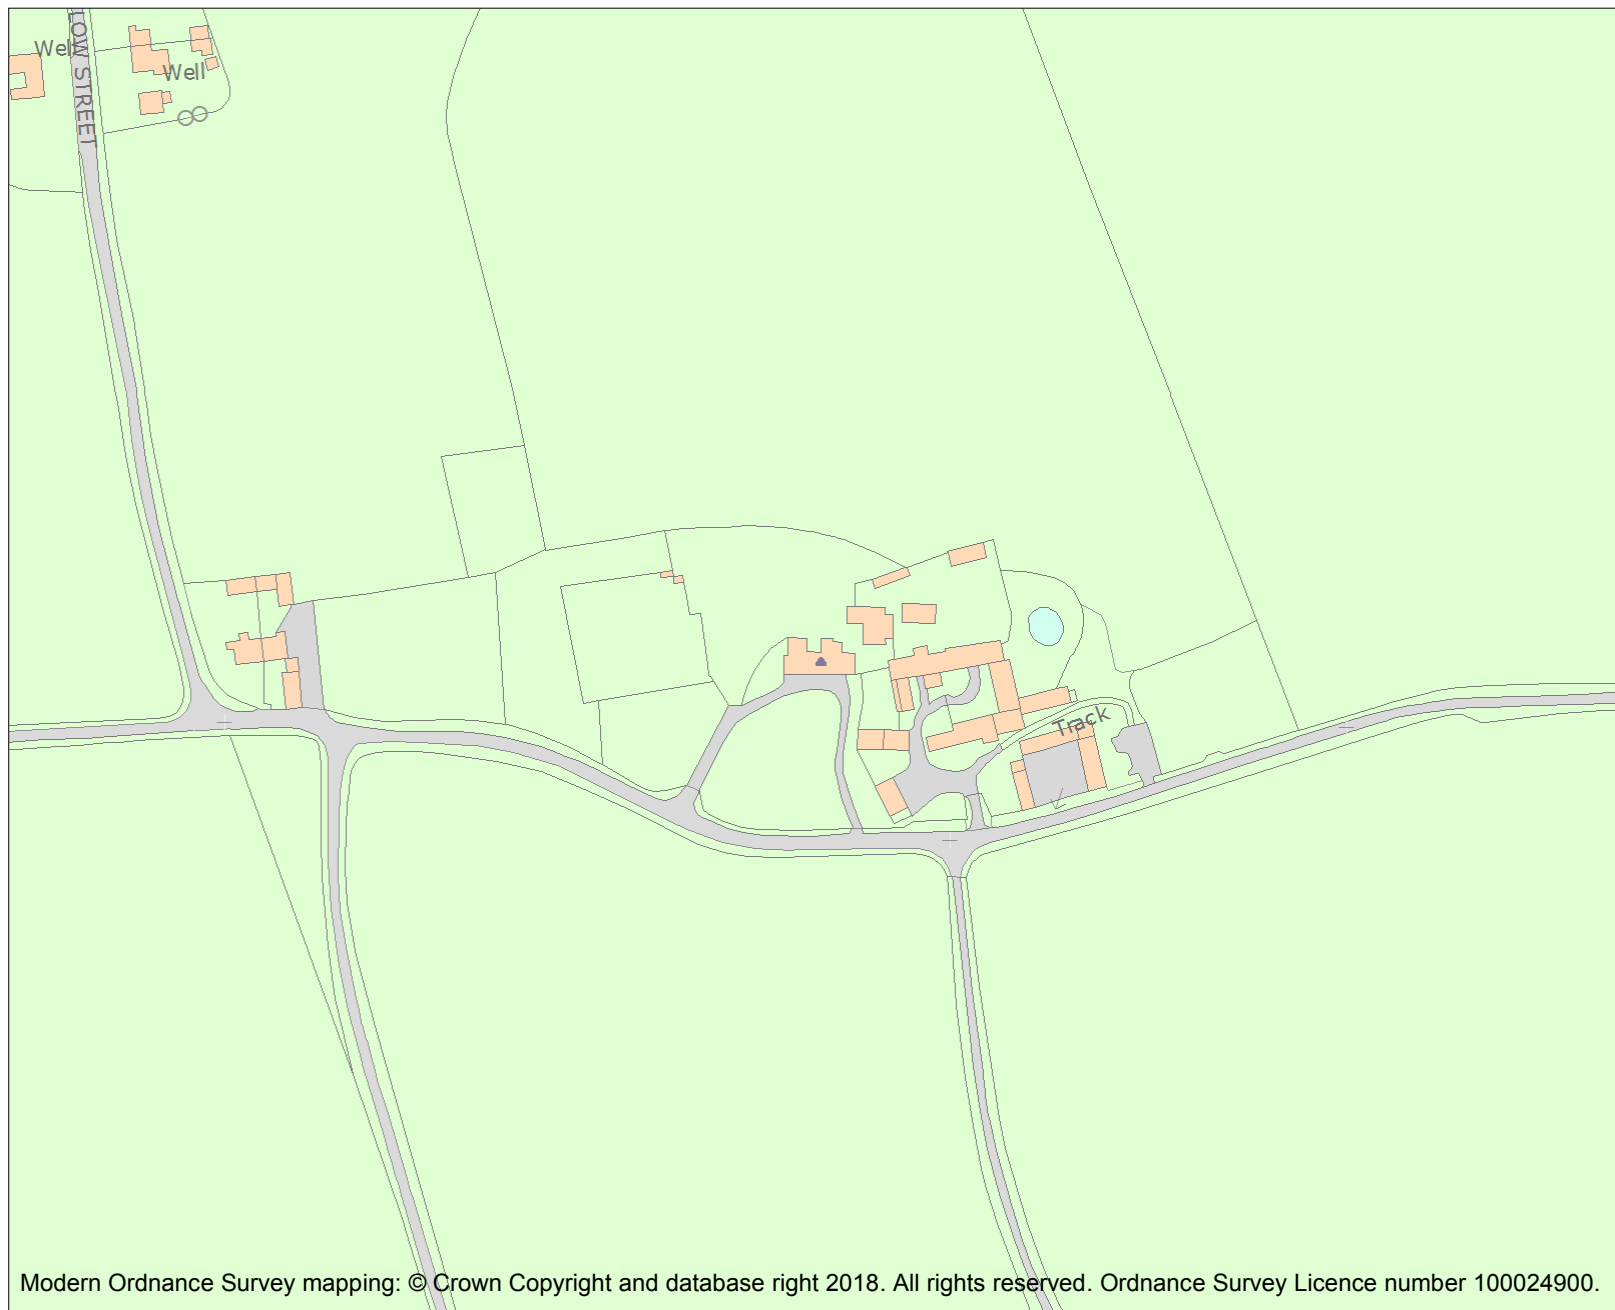 Well
LOW STREET
Well
Track
Modern Ordnance Survey mapping: © Crown Copyright and database right 2018. All rights reserved. Ordnance Survey Licence number 100024900.